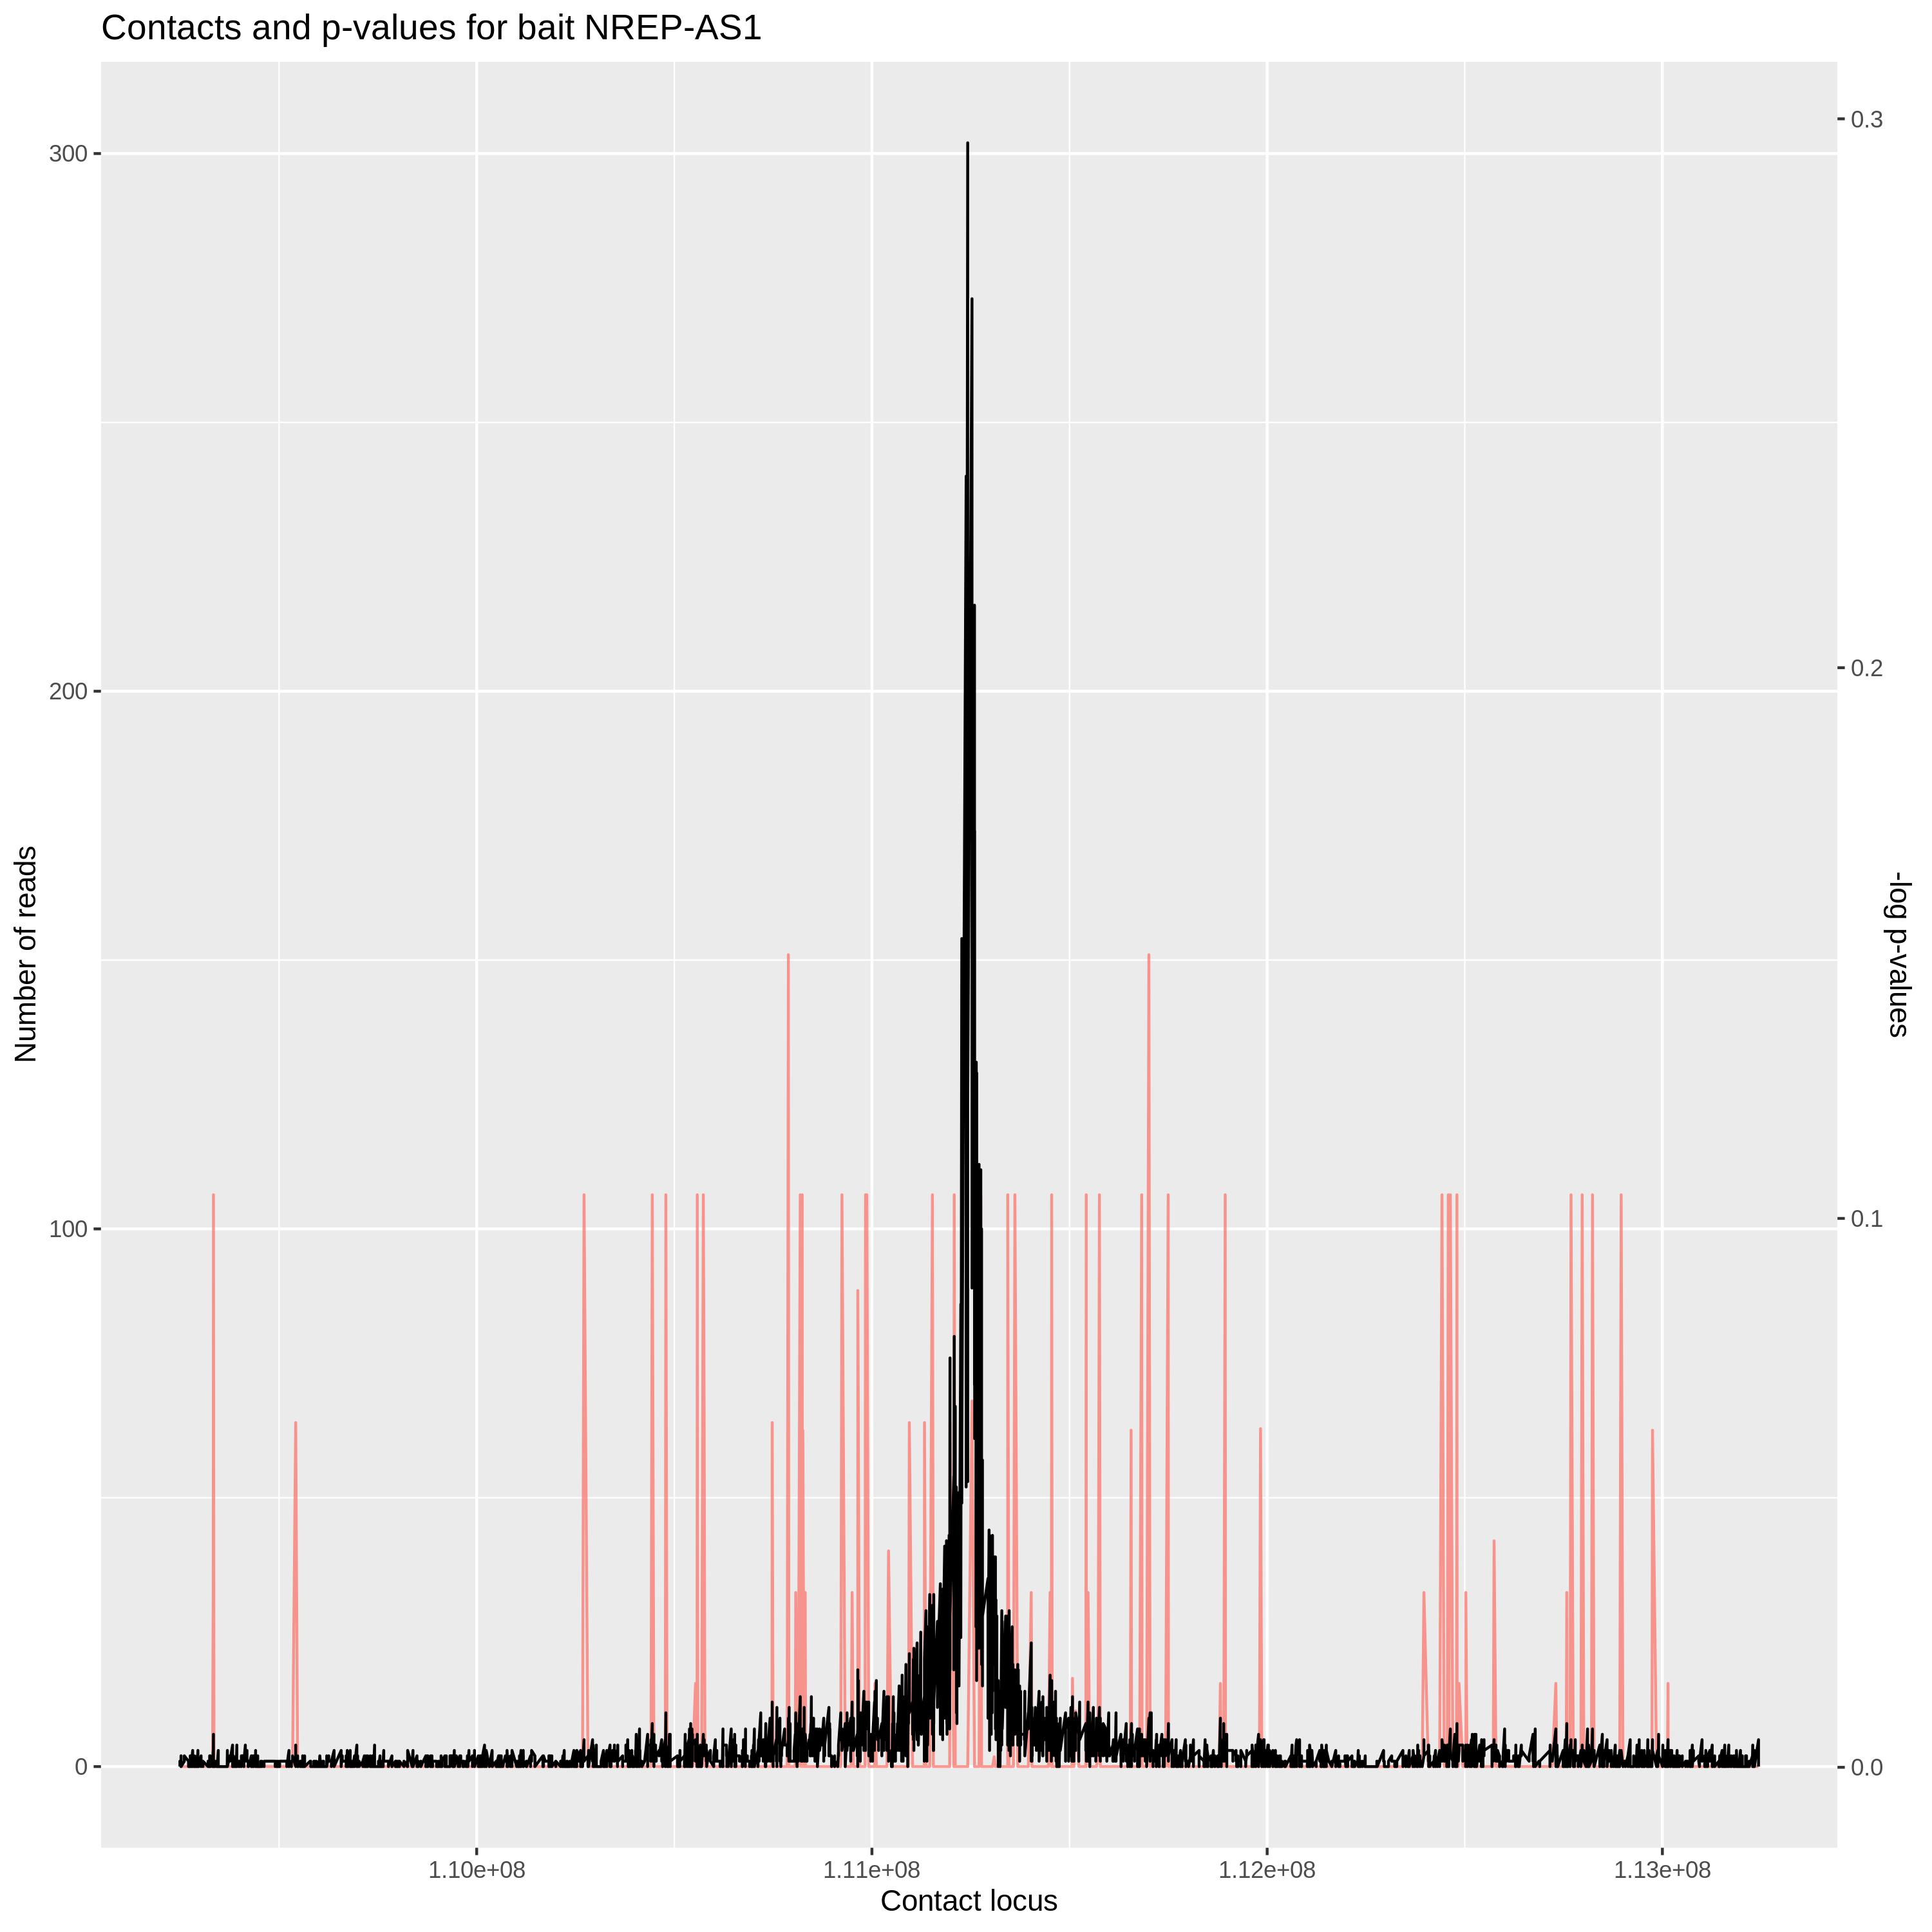 Contacts and p-values for bait NREP-AS1
300
200
100
0
Number of reads
0.3
0.2
0.1
0.0
-log p-values
1.10e+08 1.11e+08 1.12e+08 1.13e+08
Contact locus